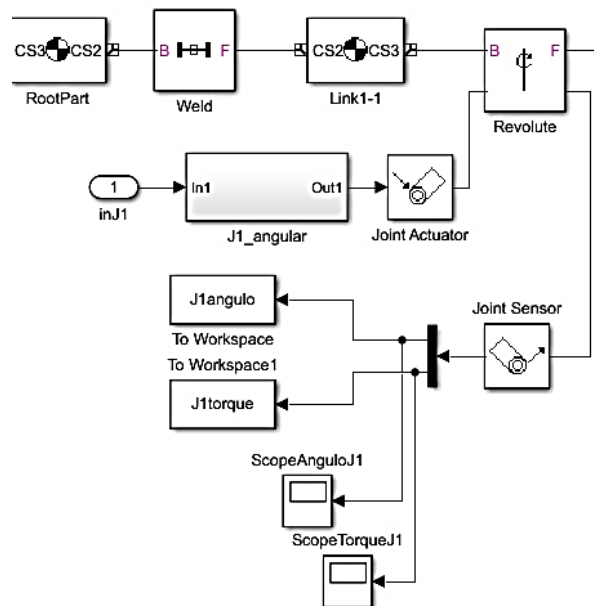 CS3 CS2
RootPart
B F
Weld
CS2 CS3
Link1-1
B F
Revolute
1
inJ1
In1 Out1
J1_angular
Joint Actuator
J1angulo
To Workspace
To Workspace1
J1torque
Joint Sensor
ScopeAnguloJ1
ScopeTorqueJ1